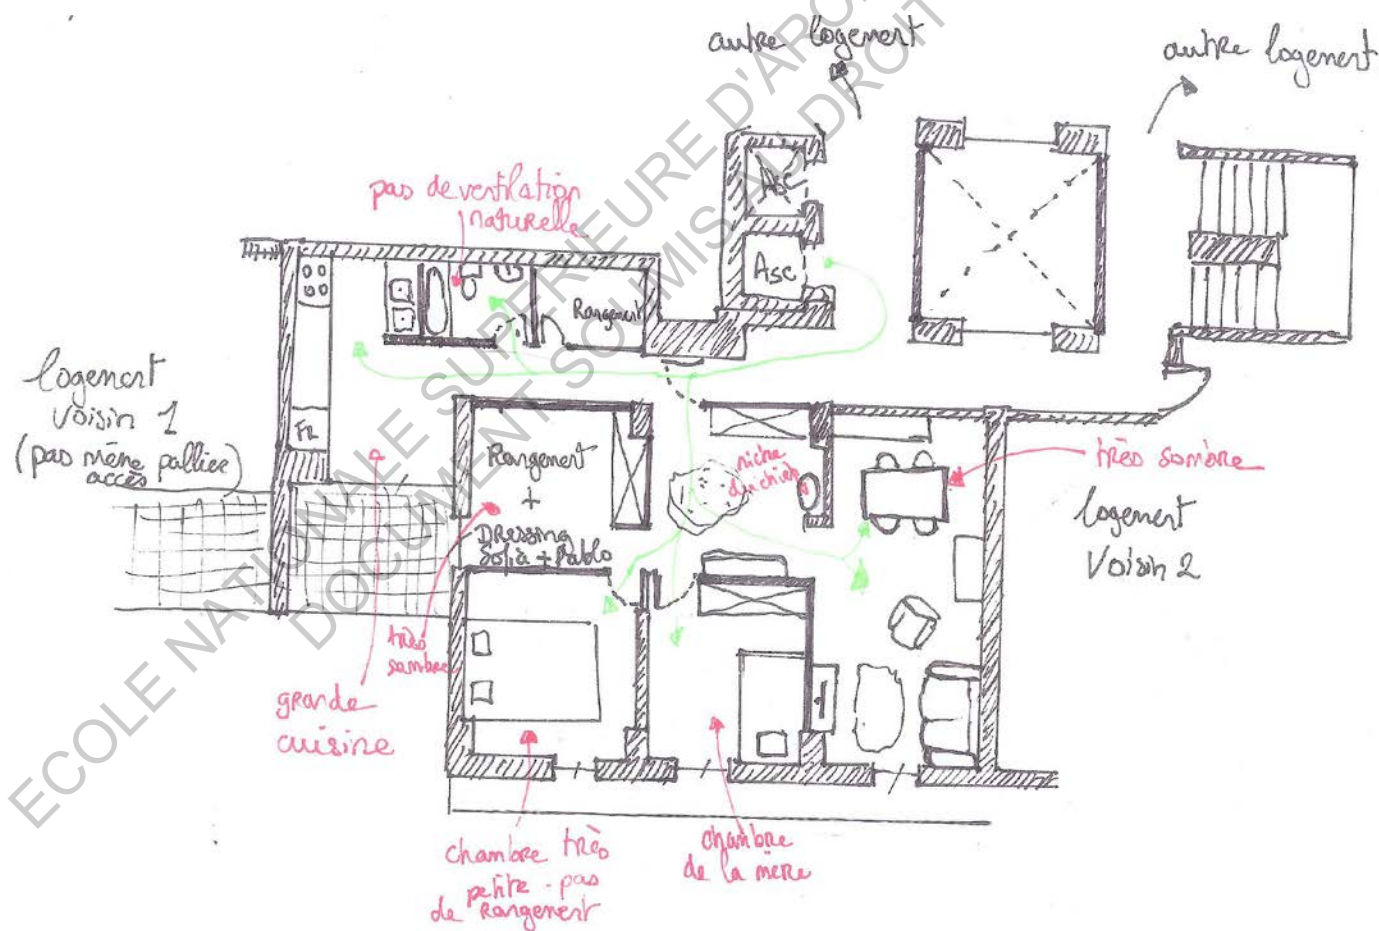 autre logement
autre logement
pas de ventilation
naturelle
Asc
Asc
Rangement
logement
voisin 1
(pas même pallier)
accès
FR
Rangement
+
DRessing
Sofia + Pablo
niche
du chien
très sombre
logement
Voisin 2
très
sombre
grande
cuisine
chambre très
petite - pas
de Rangement
chambre
de la mère
ECOLE NATIONALE SUPERIEURE D'ARC
DOCUMENT SOUMIS AU DROIT